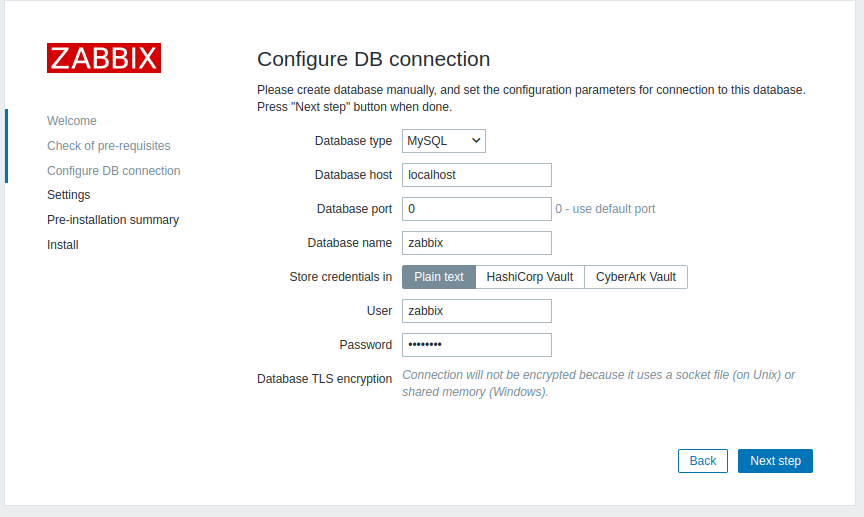 ZABBIX
Welcome
Check of pre-requisites
Configure DB connection
Settings
Pre-installation summary
Install
Configure DB connection
Please create database manually, and set the configuration parameters for connection to this database.
Press "Next step" button when done.
Database type MySQL
Database host localhost
Database port 0 0 - use default port
Database name zabbix
Store credentials in Plain text HashiCorp Vault CyberArk Vault
User zabbix
Password ••••••••
Database TLS encryption Connection will not be encrypted because it uses a socket file (on Unix) or
shared memory (Windows).
Back Next step